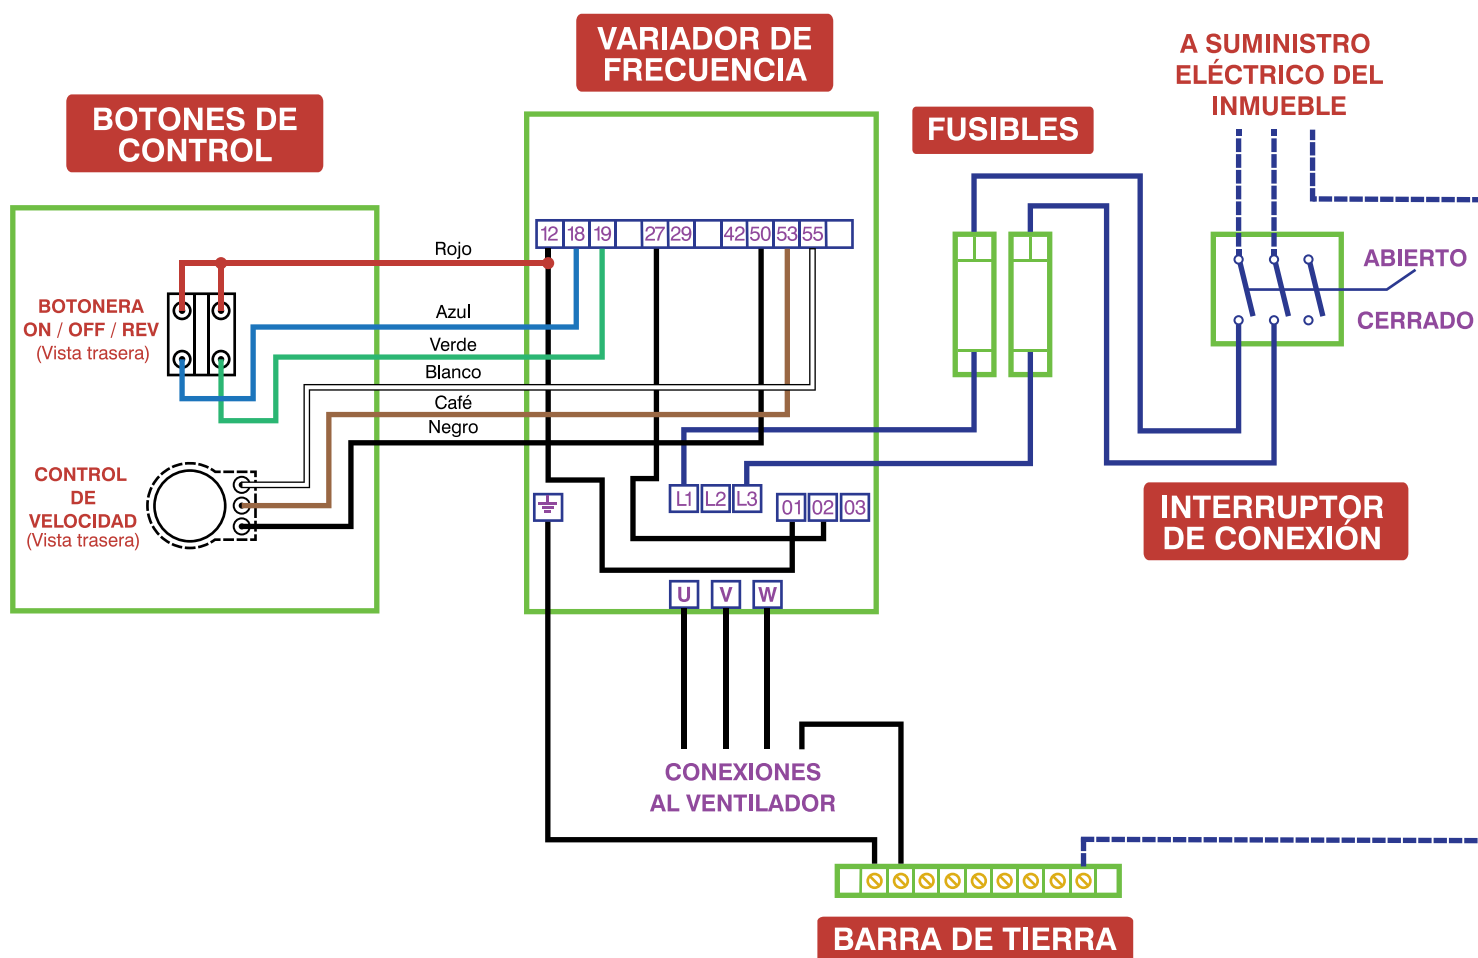 VARIADOR DE
FRECUENCIA
A SUMINISTRO
ELÉCTRICO DEL
INMUEBLE
BOTONES DE
CONTROL
FUSIBLES
12 18 19 27 29 42 50 53 55
Rojo
ABIERTO
BOTONERA
ON / OFF / REV
(Vista trasera)
Azul
CERRADO
Verde
Blanco
Café
Negro
CONTROL
DE
VELOCIDAD
(Vista trasera)
L1 L2 L3
01 02 03
INTERRUPTOR
DE CONEXIÓN
U V W
CONEXIONES
AL VENTILADOR
BARRA DE TIERRA